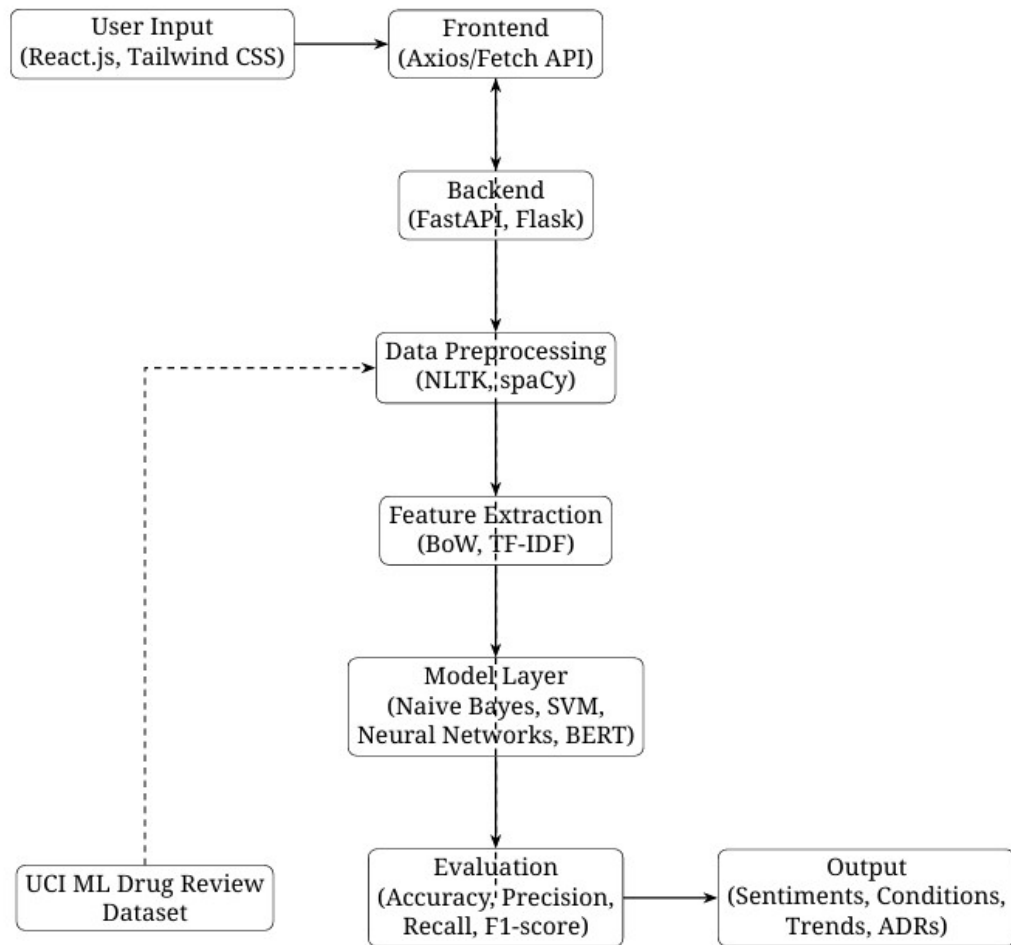 User Input
(React.js, Tailwind CSS)
Frontend
(Axios/Fetch API)
Backend
(FastAPI, Flask)
Data Preprocessing
(NLTK, spaCy)
Feature Extraction
(BoW, TF-IDF)
Model Layer
(Naive Bayes, SVM,
Neural Networks, BERT)
UCI ML Drug Review
Dataset
Evaluation
(Accuracy, Precision,
Recall, F1-score)
Output
(Sentiments, Conditions,
Trends, ADRs)